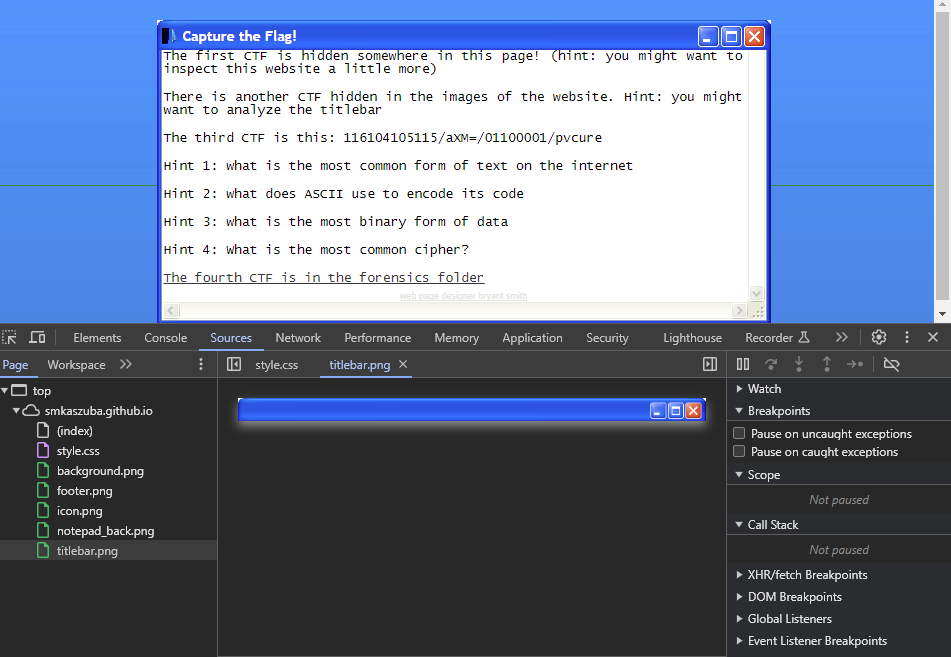 Capture the Flag!
The first CTF is hidden somewhere in this page! (hint: you might want to
inspect this website a little more)
There is another CTF hidden in the images of the website. Hint: you might
want to analyze the titlebar
The third CTF is this: 116104105115/aXM=/01100001/pvcure
Hint 1: what is the most common form of text on the internet
Hint 2: what does ASCII use to encode its code
Hint 3: what is the most binary form of data
Hint 4: What is the most common cipher?
The fourth CTF is in the forensics folder
web page designer bryant smith
Elements Console Sources Network Performance Memory Application Security Lighthouse Recorder
Page Workspace
style.css titlebar.png
top
smkaszuba.github.io
(index)
style.css
background.png
footer.png
icon.png
notepad_back.png
titlebar.png
Watch
Breakpoints
Pause on uncaught exceptions
Pause on caught exceptions
Scope
Not paused
Call Stack
Not paused
XHR/fetch Breakpoints
DOM Breakpoints
Global Listeners
Event Listener Breakpoints